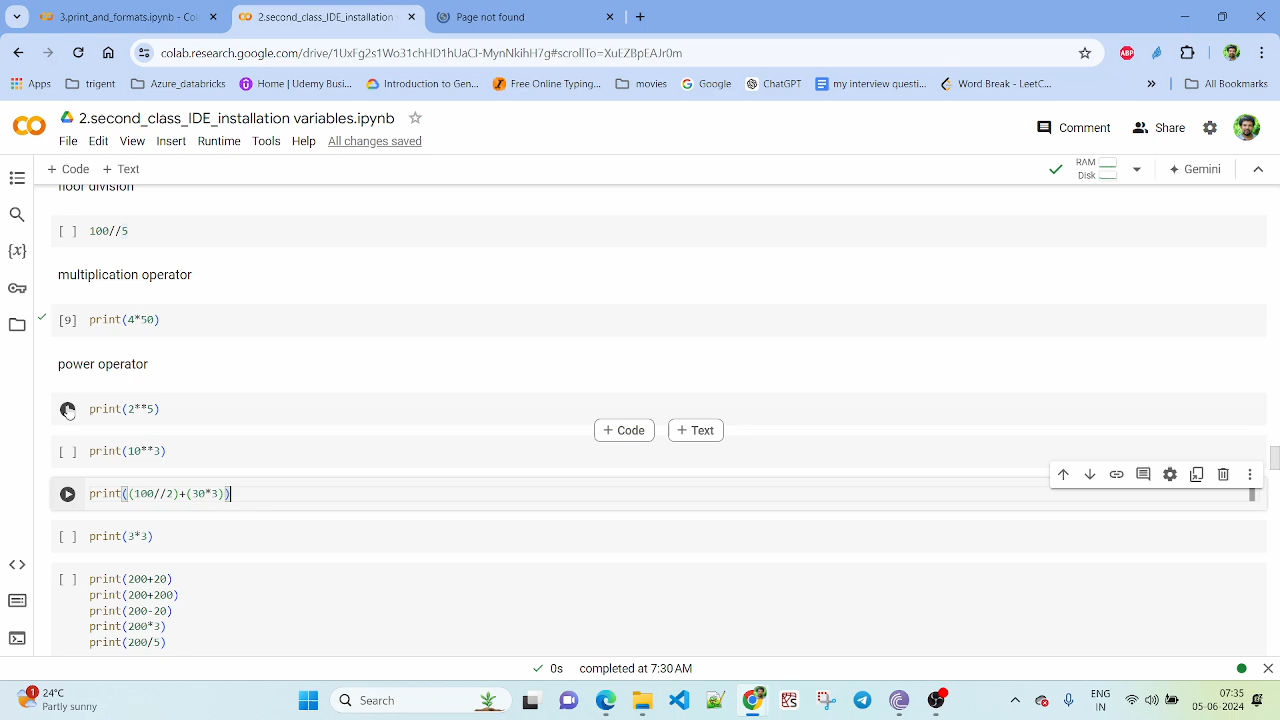 3.print_and_formats.ipynb - Col
2.second_class_IDE_installation
Page not found
colab.research.google.com/drive/1UxFg2s1Wo31chHD1hUaCI-MynNkihH7g#scrollTo=XuEZBpEAJr0m
ABP
Apps
trigent
Azure_databricks
Home | Udemy Busi...
Introduction to Gen...
Free Online Typing...
movies
Google
ChatGPT
my interview questi...
Word Break - LeetC...
All Bookmarks
2.second_class_IDE_installation variables.ipynb
File Edit View Insert Runtime Tools Help All changes saved
Comment
Share
+ Code + Text
RAM
Disk
Gemini
floor division
[ ] 100//5
multiplication operator
[9] print(4*50)
power operator
print(2**5)
+ Code + Text
[ ] print(10**3)
print((100//2)+(30*3))
[ ] print(3*3)
[ ] print(200+20)
print(200+200)
print(200-20)
print(200*3)
print(200/5)
{x}
0s completed at 7:30 AM
1
24°C
Partly sunny
Search
ENG
IN
07:35
05-06-2024